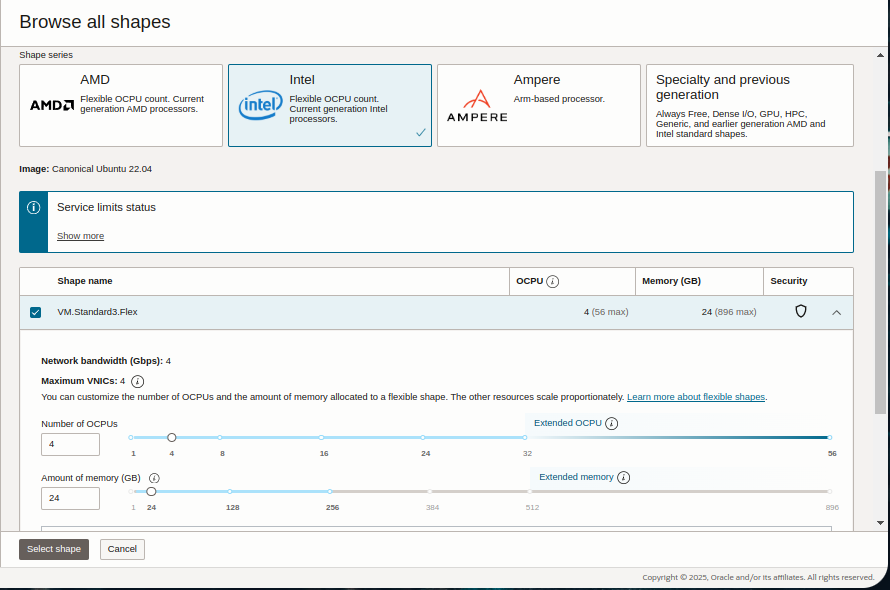 Browse all shapes
Shape series
AMD
AMD
Flexible OCPU count. Current
generation AMD processors.
Intel
intel
Flexible OCPU count.
Current generation Intel
processors.
Ampere
AMPERE
Arm-based processor.
Specialty and previous
generation
Always Free, Dense I/O, GPU, HPC,
Generic, and earlier generation AMD and
Intel standard shapes.
Image: Canonical Ubuntu 22.04
Service limits status
Show more
Shape name OCPU Memory (GB) Security
VM.Standard3.Flex 4 (56 max) 24 (896 max)
Network bandwidth (Gbps): 4
Maximum VNICs: 4
You can customize the number of OCPUs and the amount of memory allocated to a flexible shape. The other resources scale proportionately. Learn more about flexible shapes.
Number of OCPUs
4
Extended OCPU
1 4 8 16 24 32 56
Amount of memory (GB)
24
Extended memory
1 24 128 256 384 512 896
Select shape Cancel
Copyright © 2025, Oracle and/or its affiliates. All rights reserved.